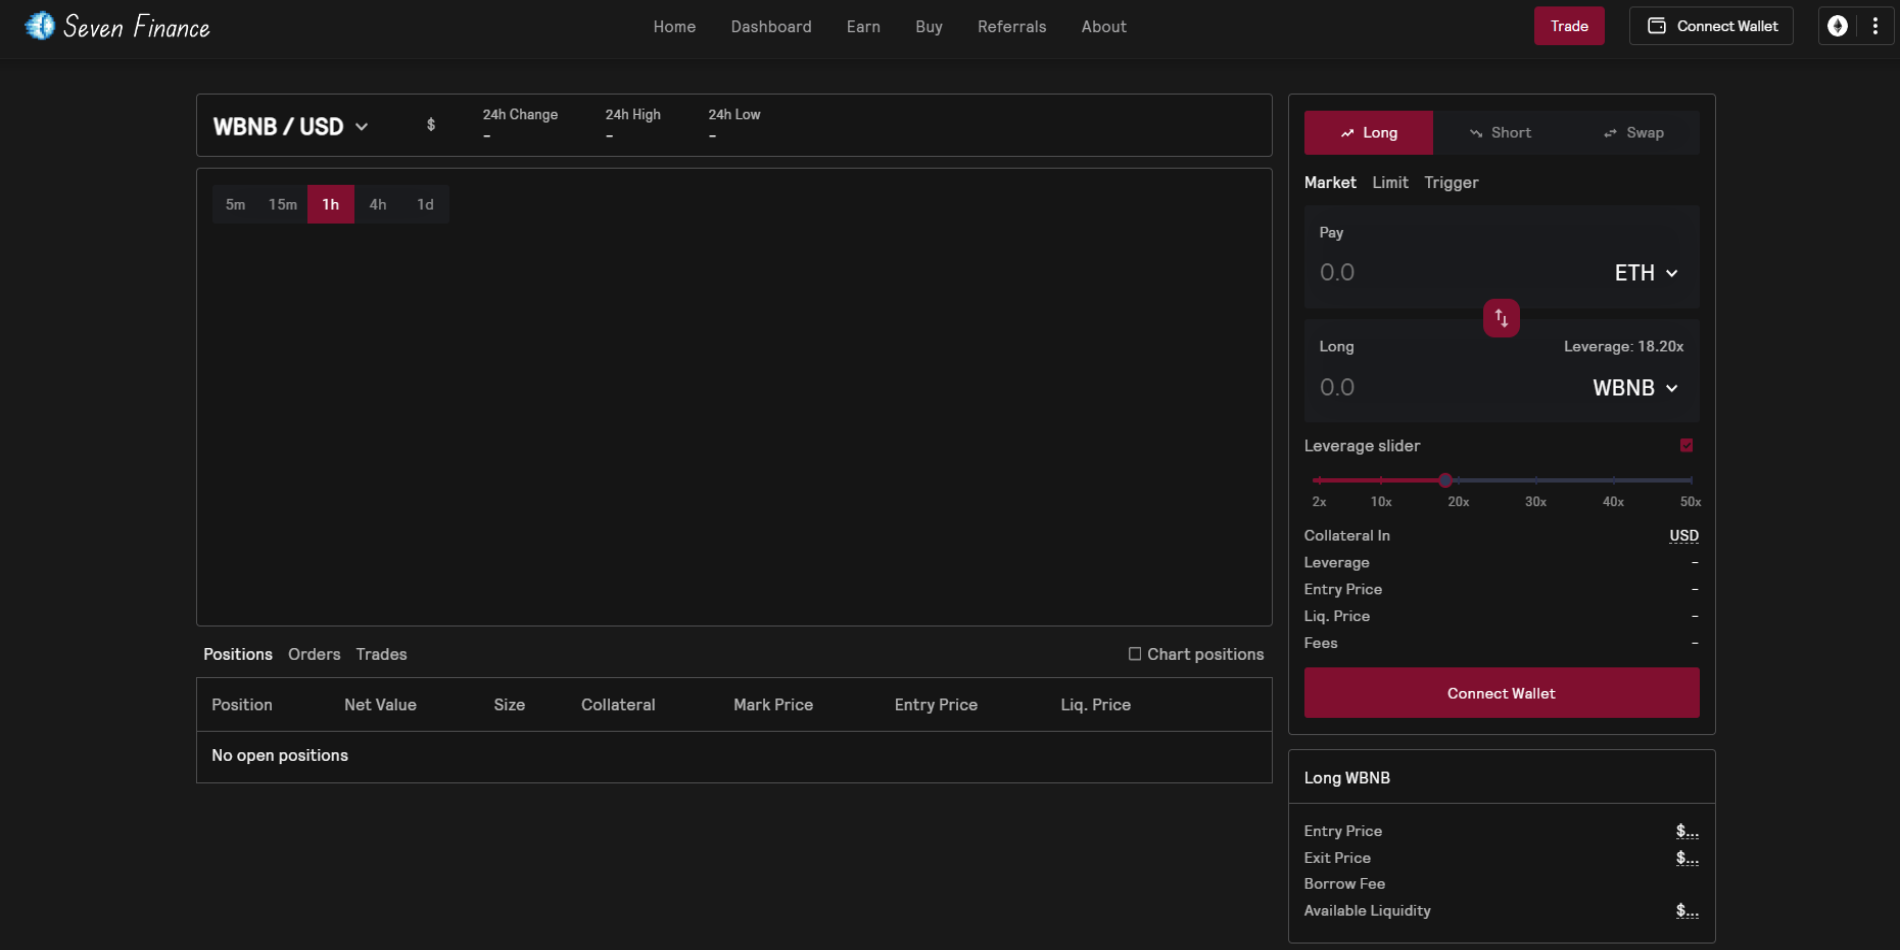 Seven Finance
Home Dashboard Earn Buy Referrals About
Trade Connect Wallet
WBNB / USD
$
24h Change 24h High 24h Low
- - -
5m 15m 1h 4h 1d
Positions Orders Trades
Chart positions
Position Net Value Size Collateral Mark Price Entry Price Liq. Price
No open positions
Long Short Swap
Market Limit Trigger
Pay
0.0 ETH
Long Leverage: 18.20x
0.0 WBNB
Leverage slider
2x 10x 20x 30x 40x 50x
Collateral In USD
Leverage -
Entry Price -
Liq. Price -
Fees -
Connect Wallet
Long WBNB
Entry Price $...
Exit Price $...
Borrow Fee
Available Liquidity $...